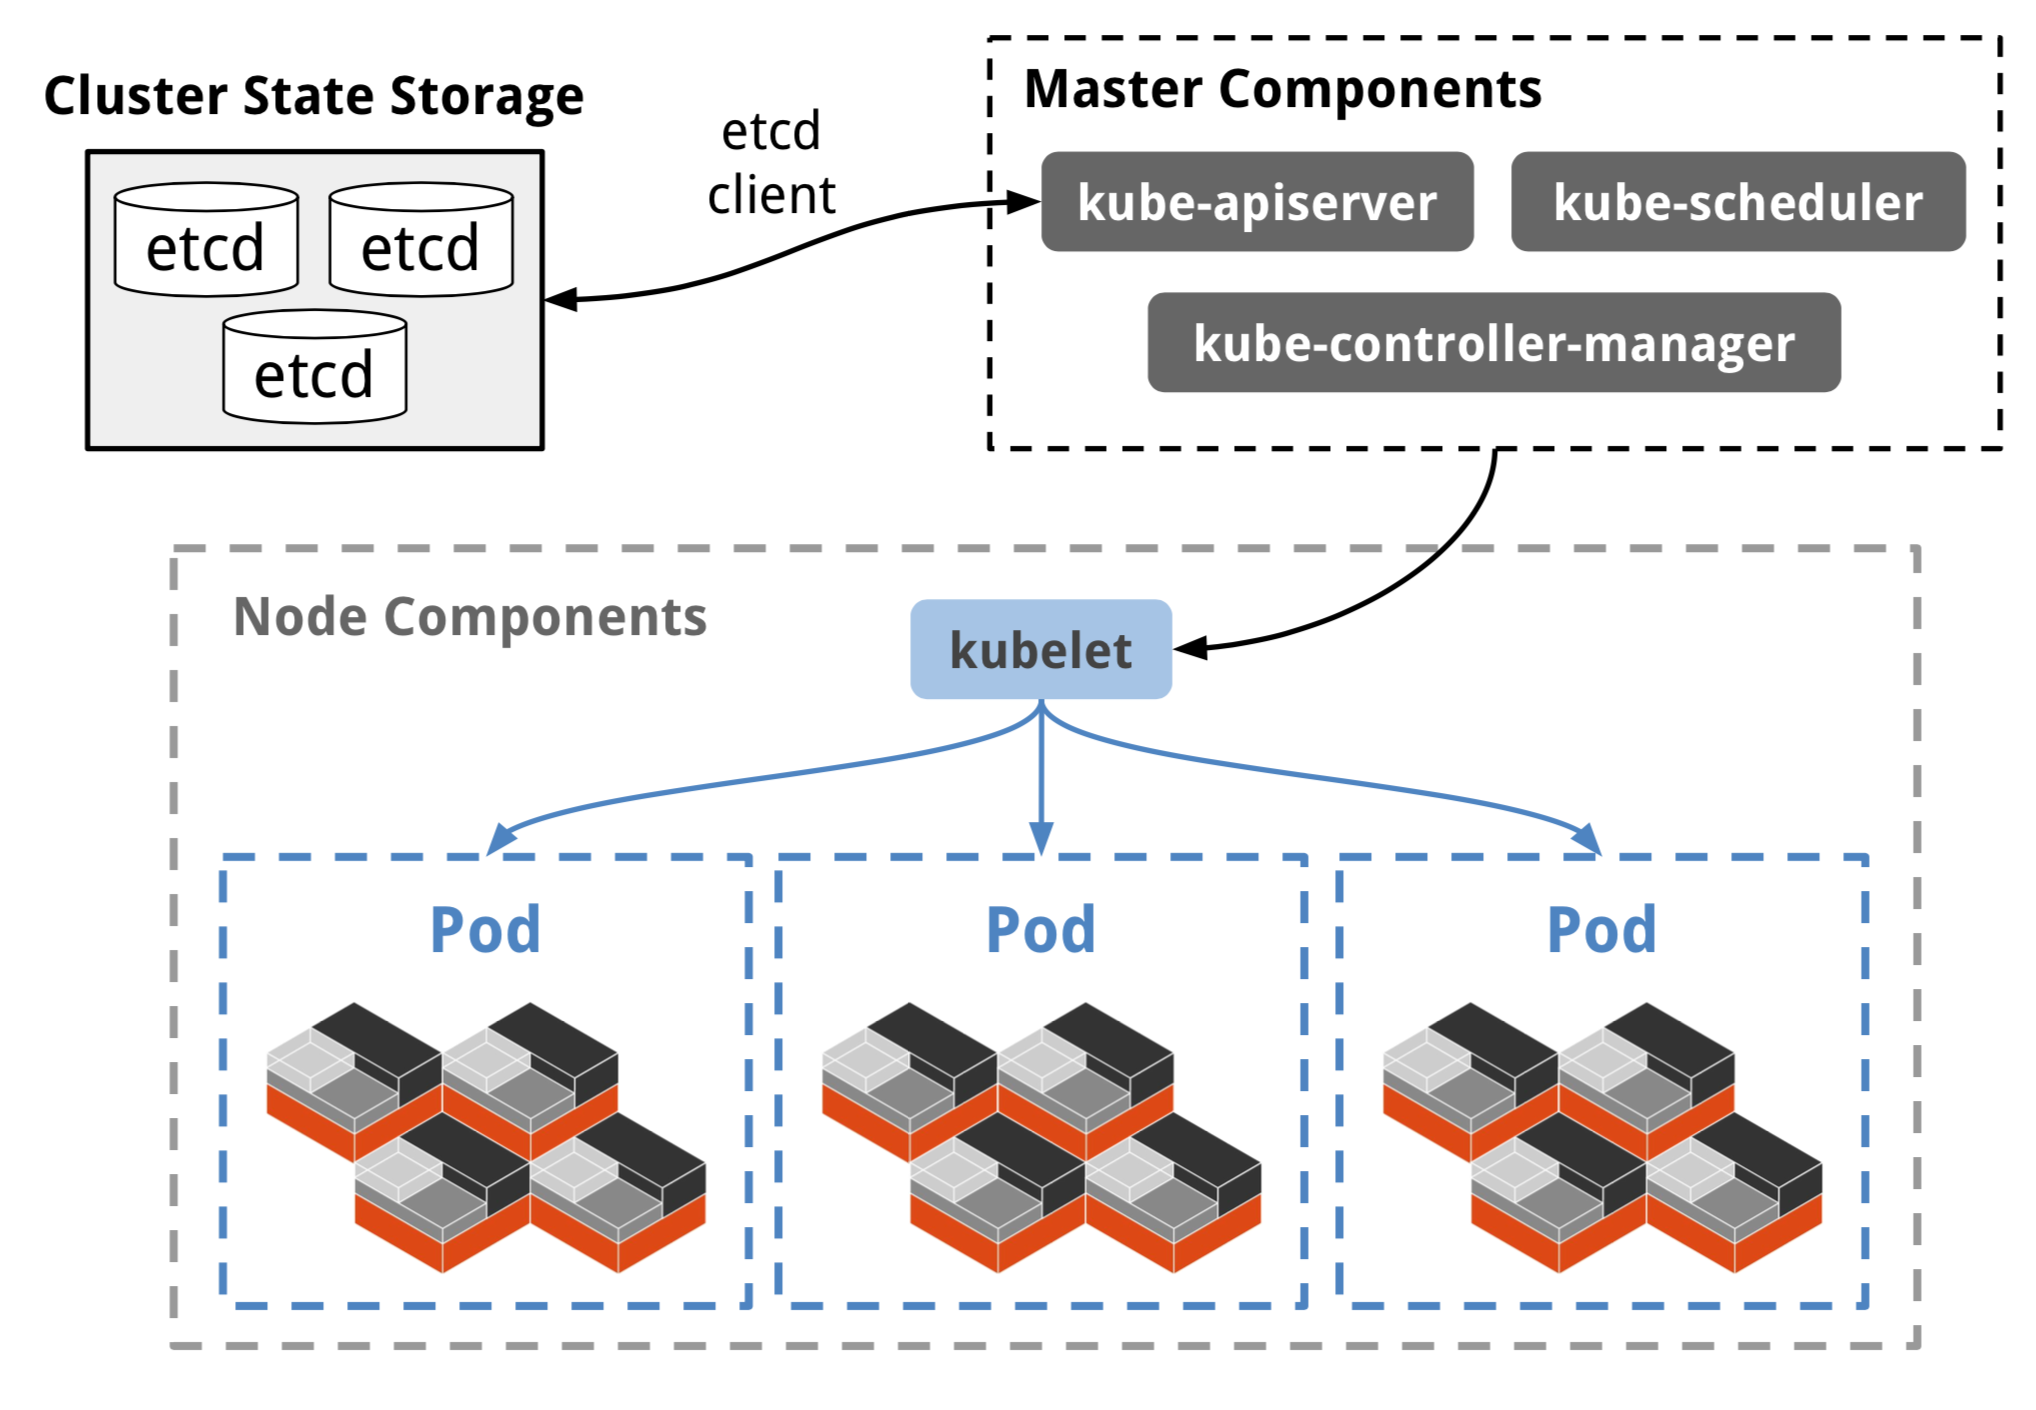 Cluster State Storage
etcd
etcd
etcd
etcd
client
Master Components
kube-apiserver
kube-scheduler
kube-controller-manager
Node Components
kubelet
Pod
Pod
Pod